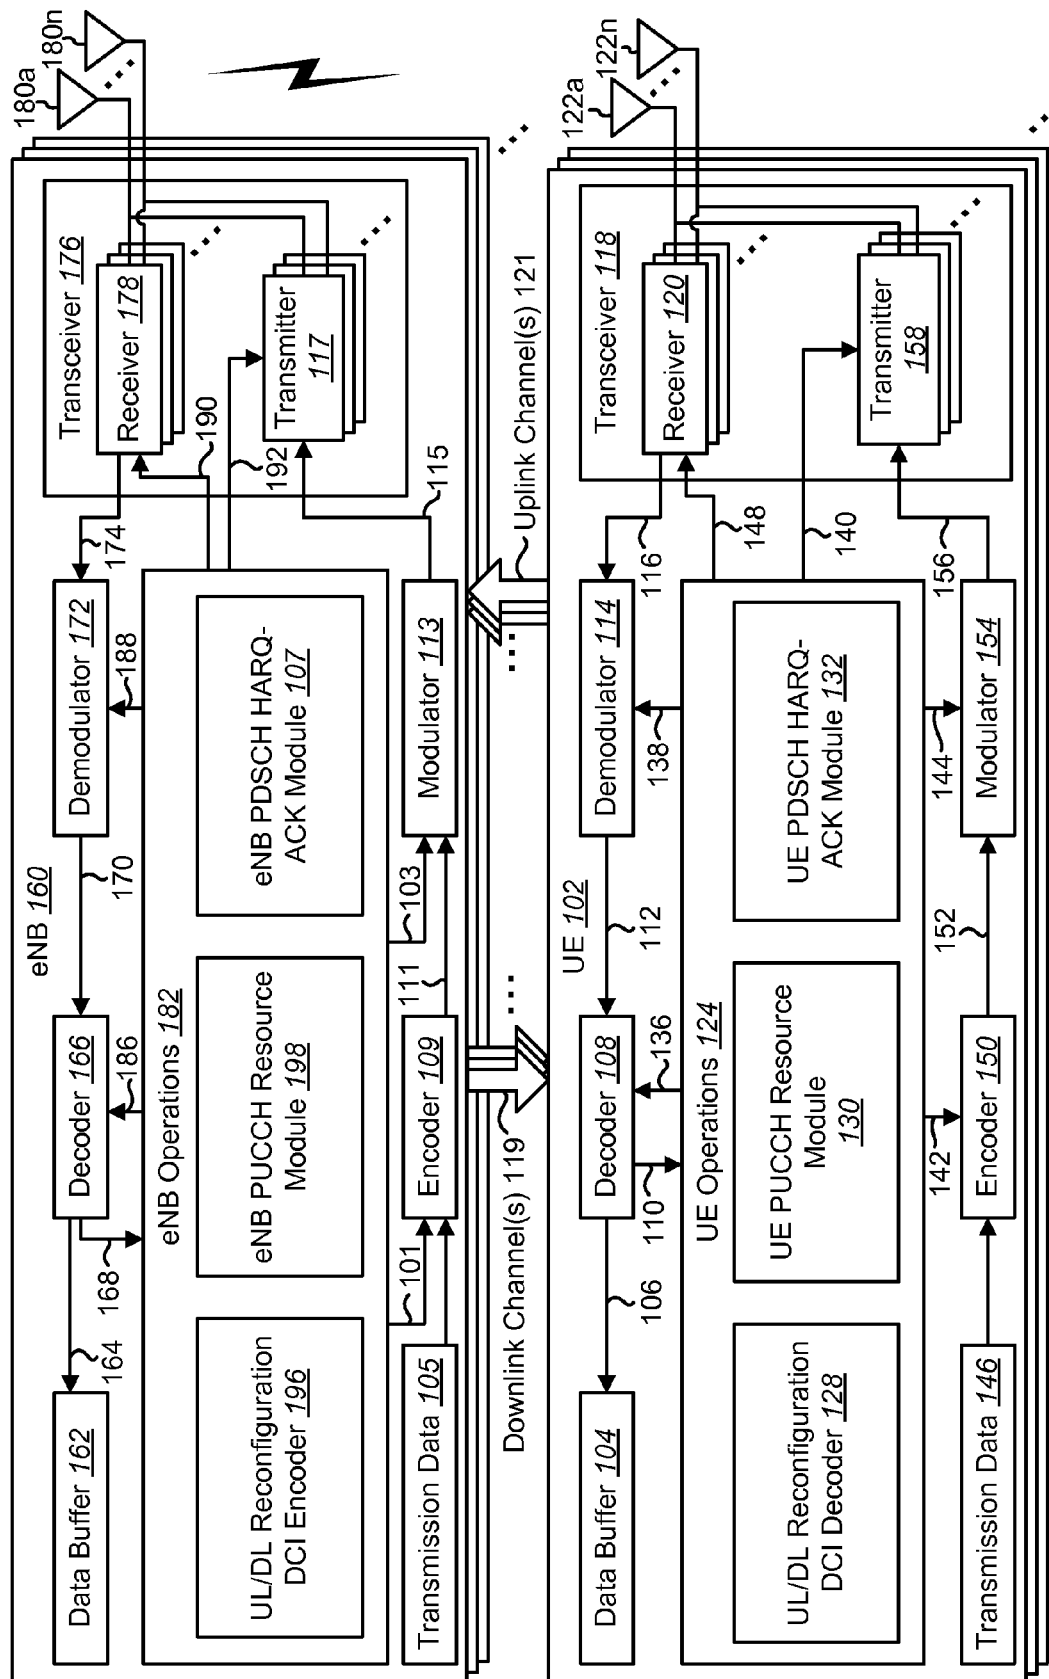 180a
180n
Transceiver 176
Receiver 178
Transmitter
117
190
192
174
115
eNB 160
Demodulator 172
188
170
Decoder 166
186
168
164
Data Buffer 162
eNB Operations 182
eNB PDSCH HARQ-
ACK Module 107
eNB PUCCH Resource
Module 198
UL/DL Reconfiguration
DCI Encoder 196
103
Modulator 113
111
Encoder 109
101
Transmission Data 105
Downlink Channel(s) 119
...
...
Uplink Channel(s) 121
122a
122n
Transceiver 118
Receiver 120
Transmitter
158
116
148
140
156
UE 102
Demodulator 114
138
112
Decoder 108
136
110
106
Data Buffer 104
UE Operations 124
UE PDSCH HARQ-
ACK Module 132
UE PUCCH Resource
Module
130
UL/DL Reconfiguration
DCI Decoder 128
144
Modulator 154
152
142
Encoder 150
Transmission Data 146